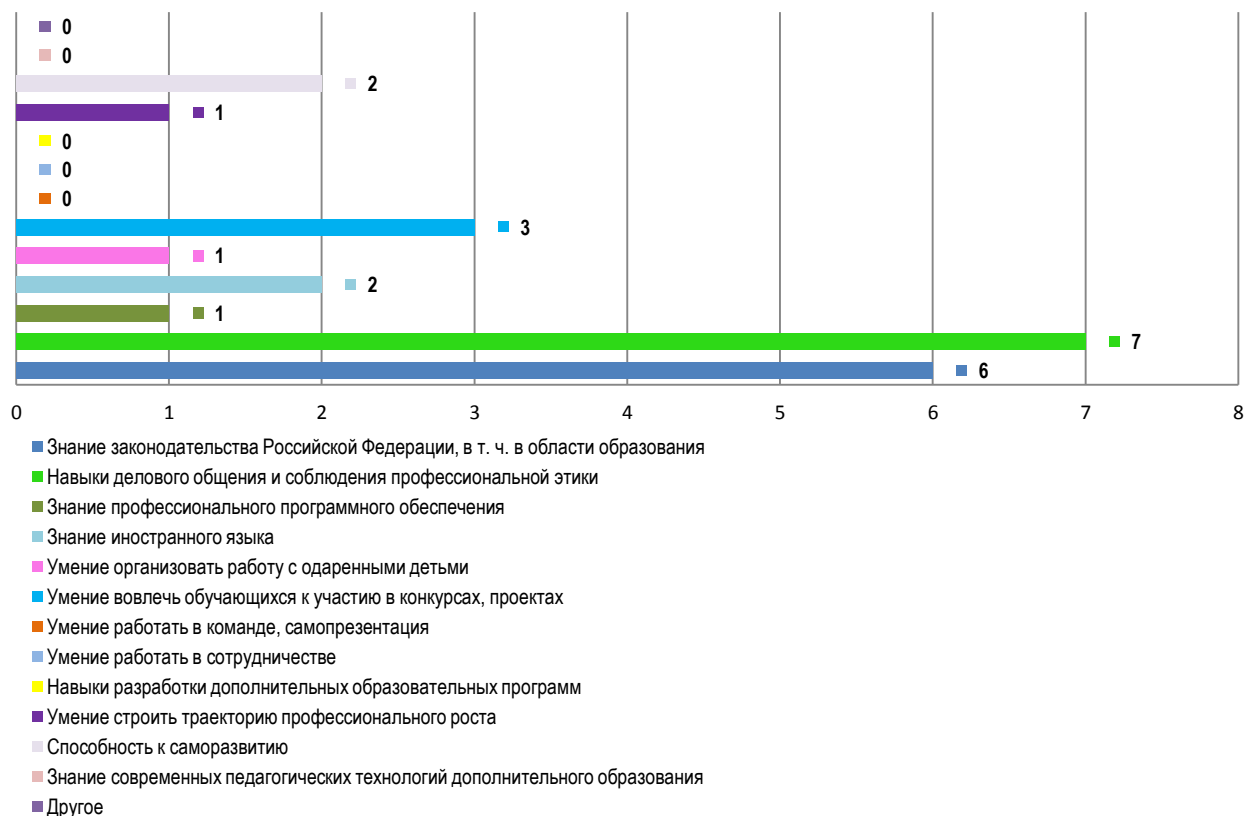 0
0
2
1
0
0
0
3
1
2
1
7
6
0 1 2 3 4 5 6 7 8
Знание законодательства Российской Федерации, в т. ч. в области образования
Навыки делового общения и соблюдения профессиональной этики
Знание профессионального программного обеспечения
Знание иностранного языка
Умение организовать работу с одаренными детьми
Умение вовлечь обучающихся к участию в конкурсах, проектах
Умение работать в команде, самопрезентация
Умение работать в сотрудничестве
Навыки разработки дополнительных образовательных программ
Умение строить траекторию профессионального роста
Способность к саморазвитию
Знание современных педагогических технологий дополнительного образования
Другое